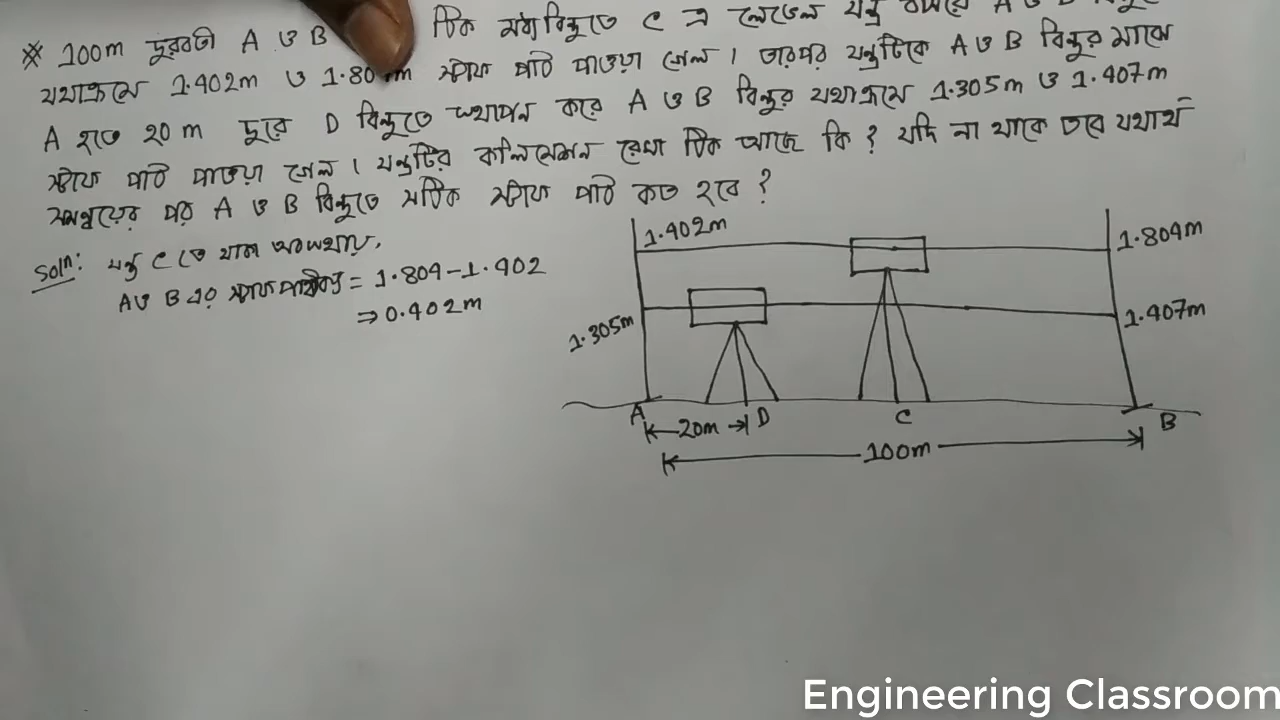 * 100m দুরবর্তী A ও B ঠিক মধ্যবিন্দুতে C এ লেভেল যন্ত্র বসিয়ে A ও B
যথাক্রমে 1.402m ও 1.80 m স্টাফ পাঠ পাওয়া গেল। তারপর যন্ত্রটিকে A ও B বিন্দুর মাঝে
A হতে 20 m দূরে D বিন্দুতে স্থাপন করে A ও B বিন্দুর যথাক্রমে 1.305m ও 1.407m
স্টাফ পাঠ পাওয়া গেল। যন্ত্রটির কলিমেশন রেখা ঠিক আছে কি? যদি না থাকে তবে যথার্থ
সমন্বয়ের পর A ও B বিন্দুতে সঠিক স্টাফ পাঠ কত হবে?
Soln: যন্ত্র C তে থাকা অবস্থায়,
A ও B এর স্টাফ = 1.804-1.402
⇒ 0.402m
1.402m
1.804m
1.305m
1.407m
A
D
C
B
20m
100m
Engineering Classroom